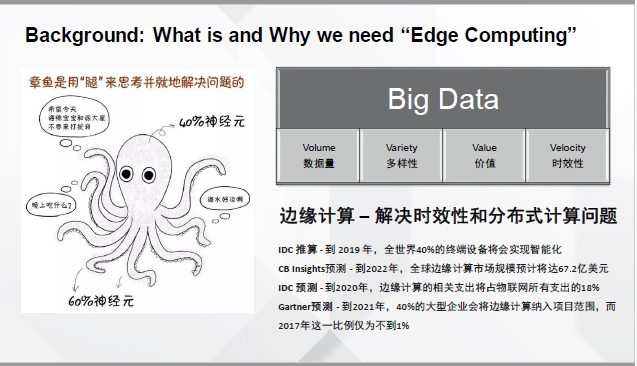 Background: What is and Why we need “Edge Computing”
章鱼是用“腿”来思考并就地解决问题的
希望今天
海绵宝宝和派大星
不要来打扰我
40%神经元
晚上吃什么?
海水好凉啊
60%神经元
Big Data
Volume
数据量
Variety
多样性
Value
价值
Velocity
时效性
边缘计算 – 解决时效性和分布式计算问题
IDC 推算 - 到 2019 年，全世界40%的终端设备将会实现智能化
CB Insights预测 - 到2022年，全球边缘计算市场规模预计将达67.2亿美元
IDC 预测 - 到2020年，边缘计算的相关支出将占物联网所有支出的18%
Gartner预测 - 到2021年，40%的大型企业会将边缘计算纳入项目范围，而
2017年这一比例仅为不到1%